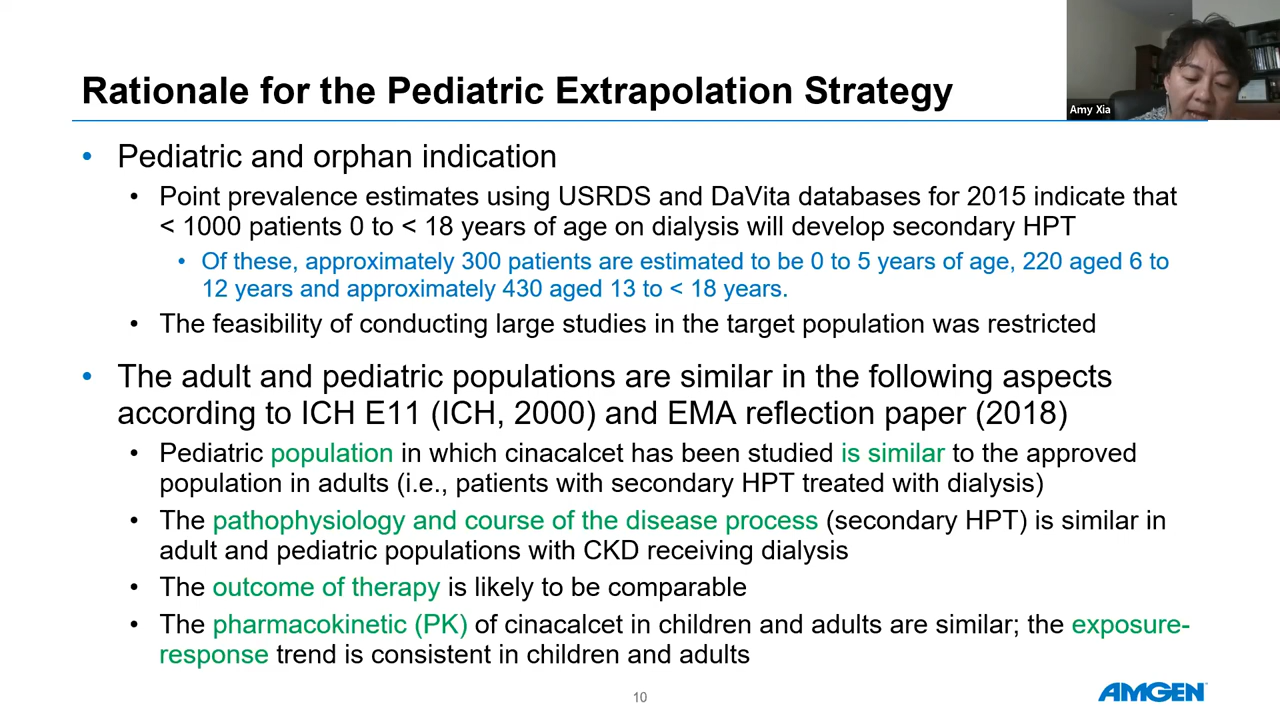 Rationale for the Pediatric Extrapolation Strategy
Amy Xia
• Pediatric and orphan indication
• Point prevalence estimates using USRDS and DaVita databases for 2015 indicate that
< 1000 patients 0 to < 18 years of age on dialysis will develop secondary HPT
• Of these, approximately 300 patients are estimated to be 0 to 5 years of age, 220 aged 6 to
12 years and approximately 430 aged 13 to < 18 years.
• The feasibility of conducting large studies in the target population was restricted
• The adult and pediatric populations are similar in the following aspects
according to ICH E11 (ICH, 2000) and EMA reflection paper (2018)
• Pediatric population in which cinacalcet has been studied is similar to the approved
population in adults (i.e., patients with secondary HPT treated with dialysis)
• The pathophysiology and course of the disease process (secondary HPT) is similar in
adult and pediatric populations with CKD receiving dialysis
• The outcome of therapy is likely to be comparable
• The pharmacokinetic (PK) of cinacalcet in children and adults are similar; the exposure-
response trend is consistent in children and adults
10
AMGEN